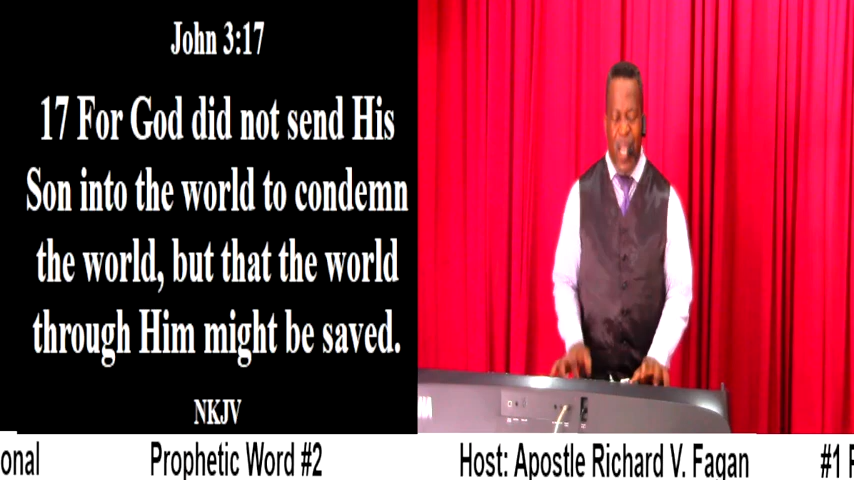 John 3:17
17 For God did not send His
Son into the world to condemn
the world, but that the world
through Him might be saved.
NKJV
onal Prophetic Word #2 Host: Apostle Richard V. Fagan #1